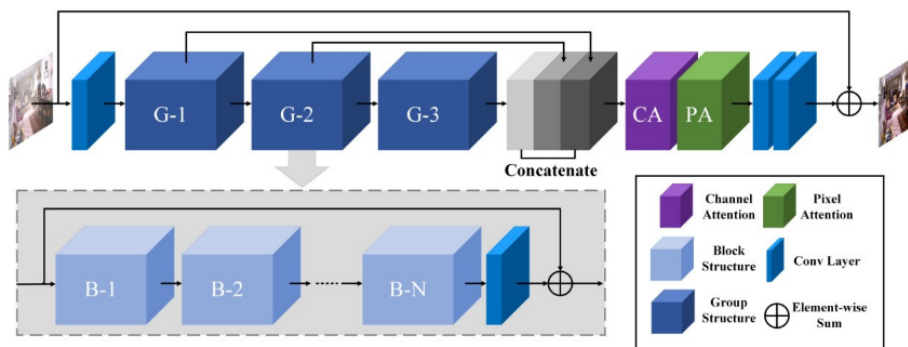 G-1
G-2
G-3
CA
PA
Concatenate
B-1
B-2
B-N
Channel
Attention
Pixel
Attention
Block
Structure
Conv Layer
Group
Structure
Element-wise
Sum